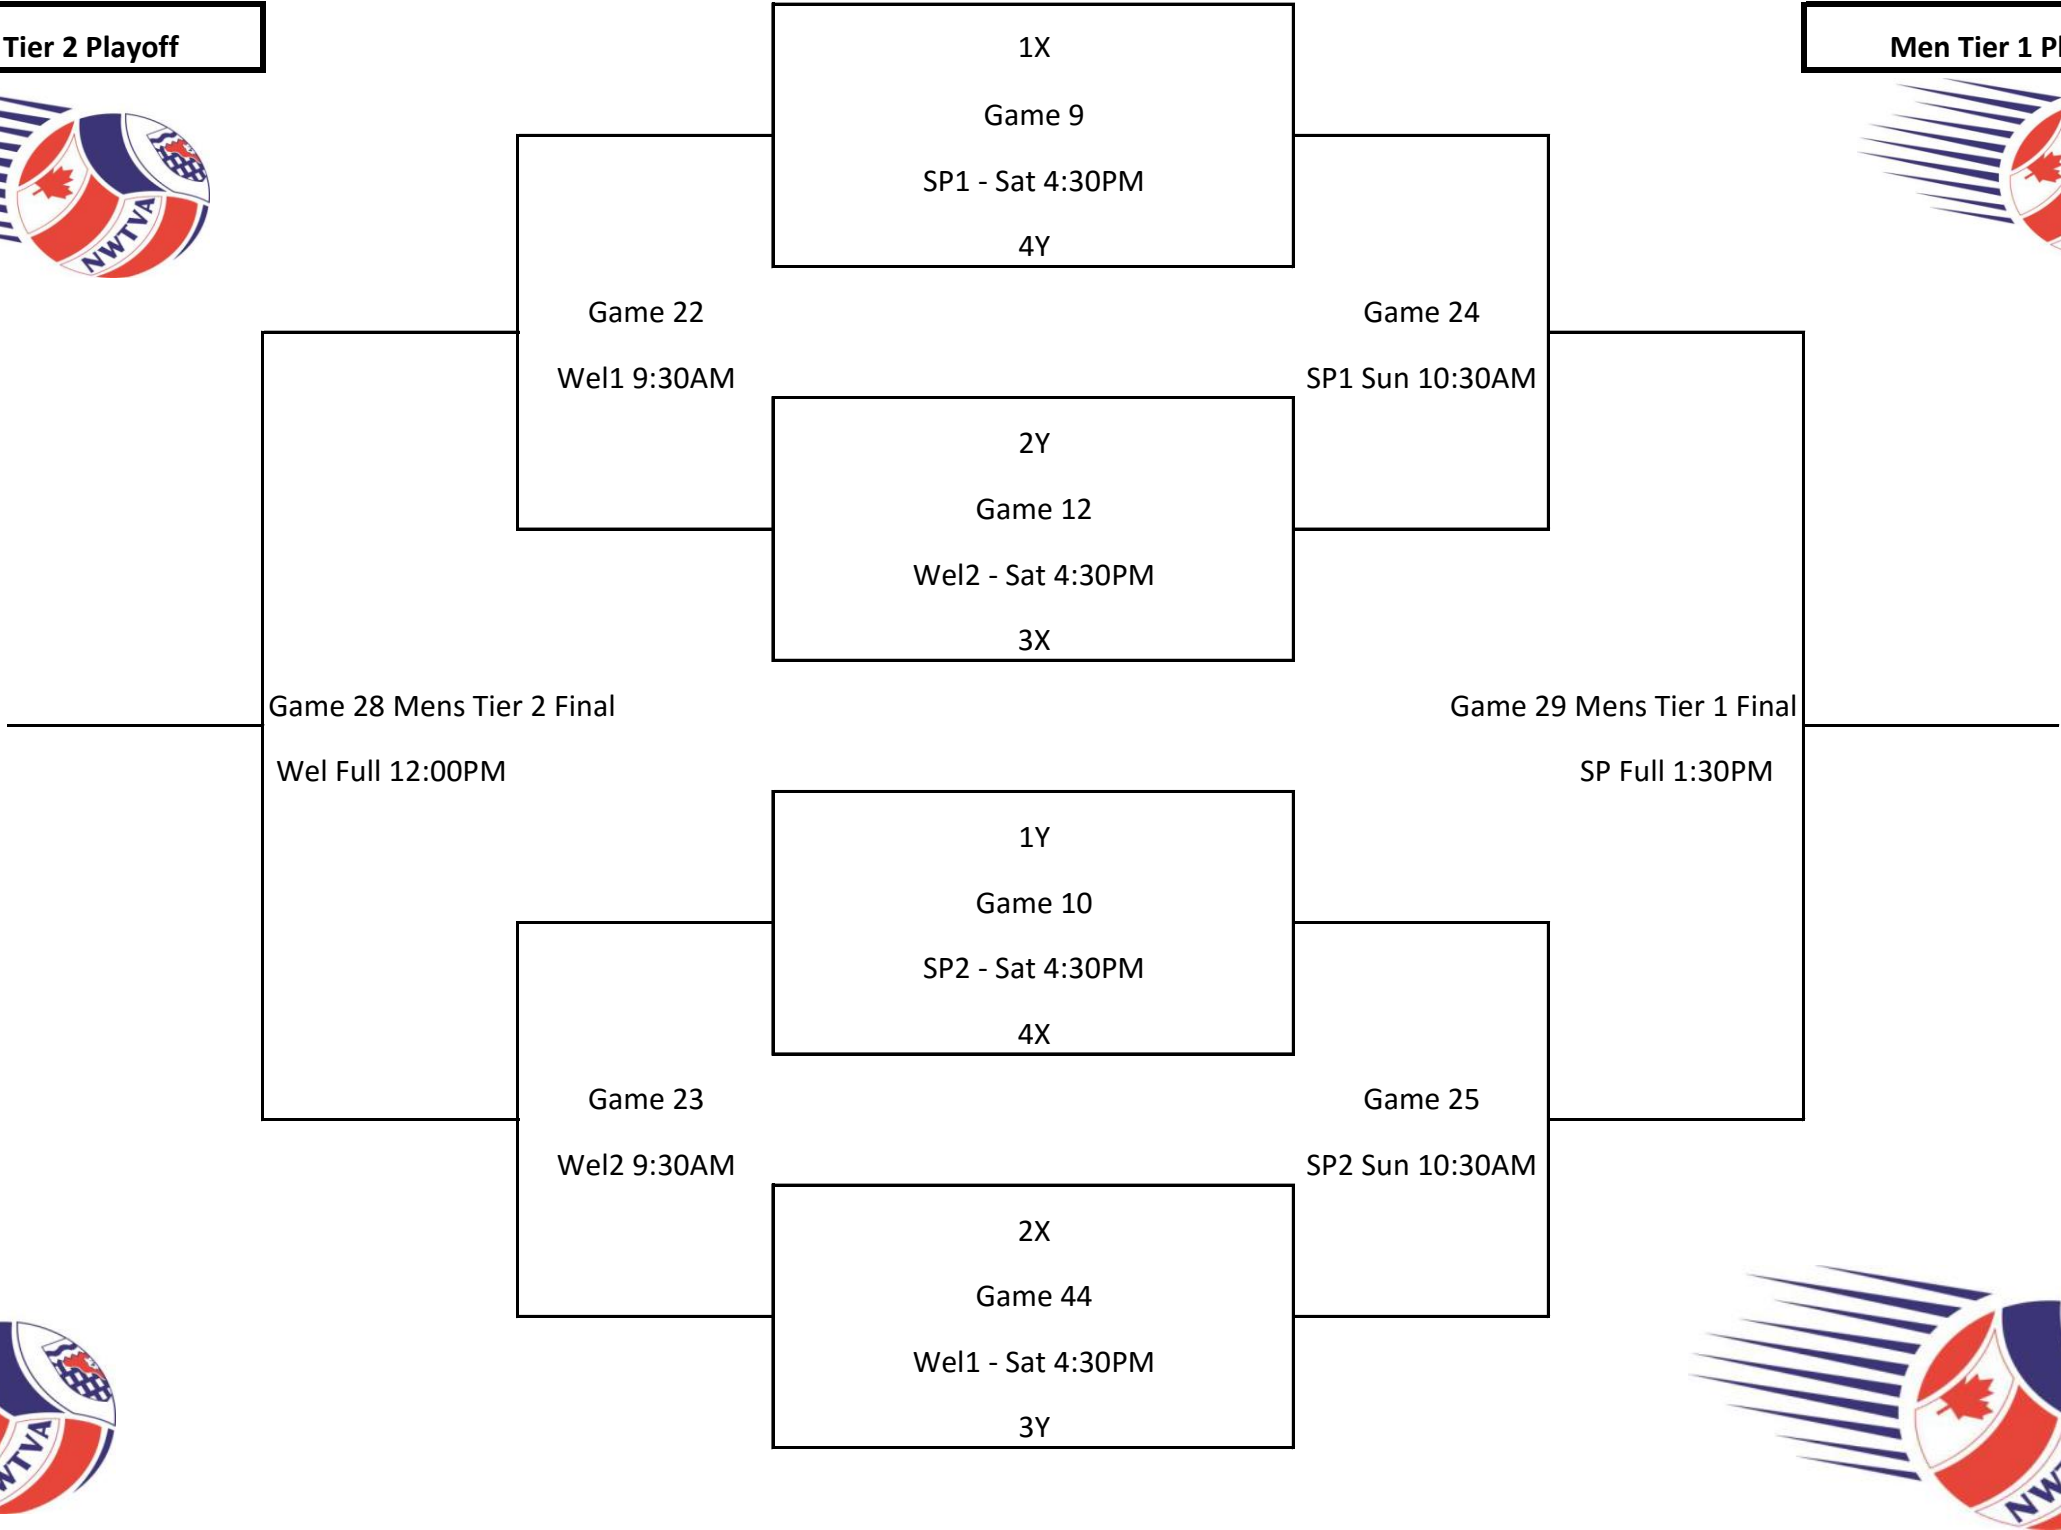 Tier 2 Playoff
Men Tier 1 Pl
1X
Game 9
SP1 - Sat 4:30PM
4Y
NWTVA
Game 22
Game 24
Wel1 9:30AM
SP1 Sun 10:30AM
2Y
Game 12
Wel2 - Sat 4:30PM
3X
Game 28 Mens Tier 2 Final
Game 29 Mens Tier 1 Final
Wel Full 12:00PM
SP Full 1:30PM
1Y
Game 10
SP2 - Sat 4:30PM
4X
Game 23
Game 25
Wel2 9:30AM
SP2 Sun 10:30AM
2X
Game 44
Wel1 - Sat 4:30PM
3Y